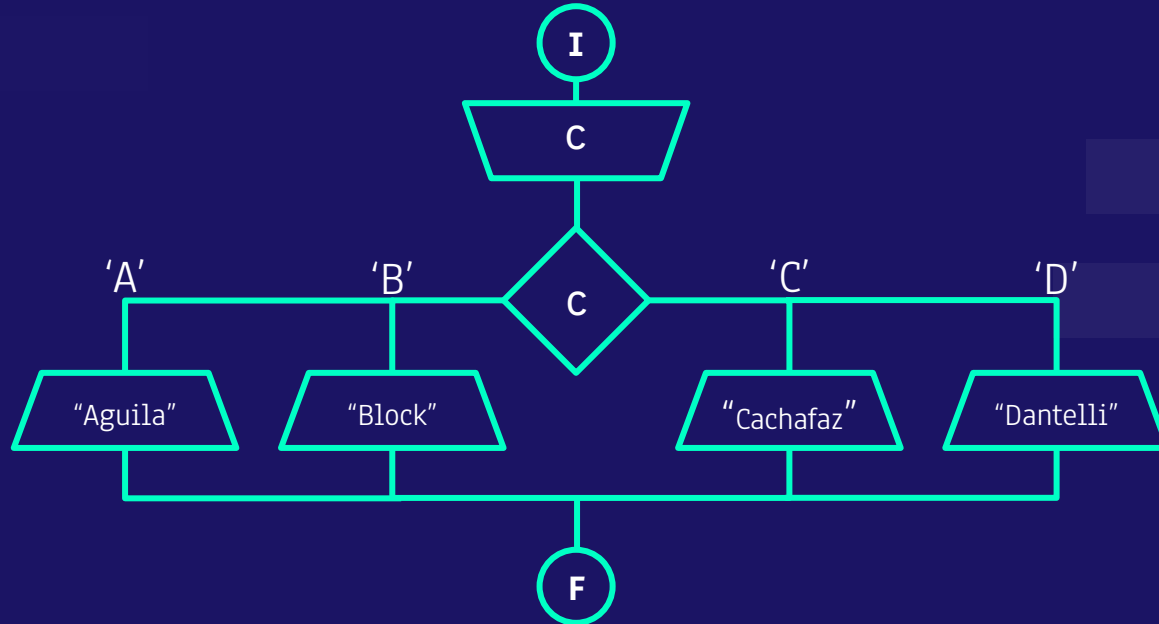 I
C
‘A’
‘B’
C
‘C’
‘D’
“Aguila”
“Block”
“Cachafaz”
“Dantelli”
F